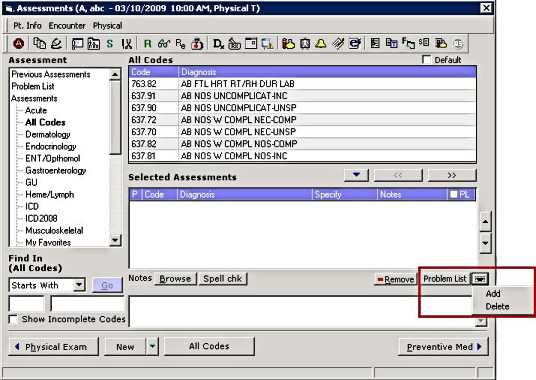 Assessments (A, abc - 03/10/2009 10:00 AM, Physical T)
Pt. Info Encounter Physical
Assessment
All Codes
Default
Previous Assessments
Problem List
Assessments
Acute
All Codes
Dermatology
Endocrinology
ENT/Opthomol
Gastroenterology
GU
Heme/Lymph
ICD
ICD2008
Musculoskeletal
My Favorites
Code Diagnosis
763.82 AB FTL HRT RT/RH DUR LAB
637.91 AB NOS UNCOMPLICAT-INC
637.90 AB NOS UNCOMPLICAT-UNSP
637.72 AB NOS W COMPL NEC-COMP
637.70 AB NOS W COMPL NEC-UNSP
637.82 AB NOS W COMPL NOS-COMP
637.81 AB NOS W COMPL NOS-INC
Selected Assessments
<< >>
P Code Diagnosis Specify Notes PL
Find In
(All Codes)
Starts With Go
Show Incomplete Codes
Notes Browse Spell chk Remove Problem List
Add
Delete
Physical Exam New All Codes Preventive Med